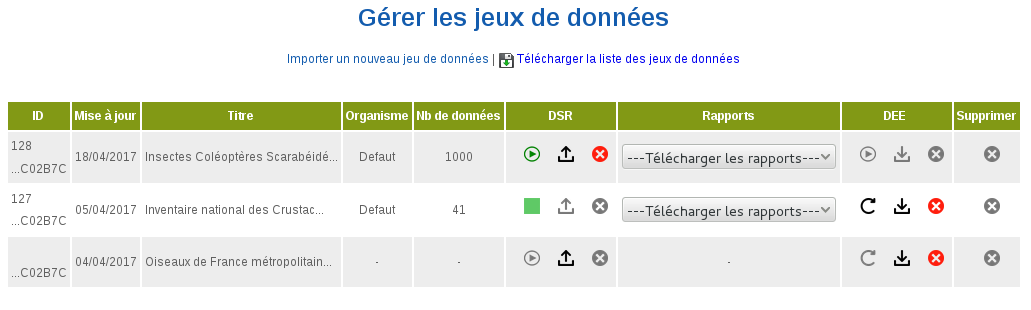 Gérer les jeux de données
Importer un nouveau jeu de données | Télécharger la liste des jeux de données
ID Mise à jour Titre Organisme Nb de données DSR Rapports DEE Supprimer
128 ...C02B7C 18/04/2017 Insectes Coléoptères Scarabéidé... Defaut 1000 ---Télécharger les rapports---
127 ...C02B7C 05/04/2017 Inventaire national des Crustac... Defaut 41 ---Télécharger les rapports---
...C02B7C 04/04/2017 Oiseaux de France métropolitain... - - -